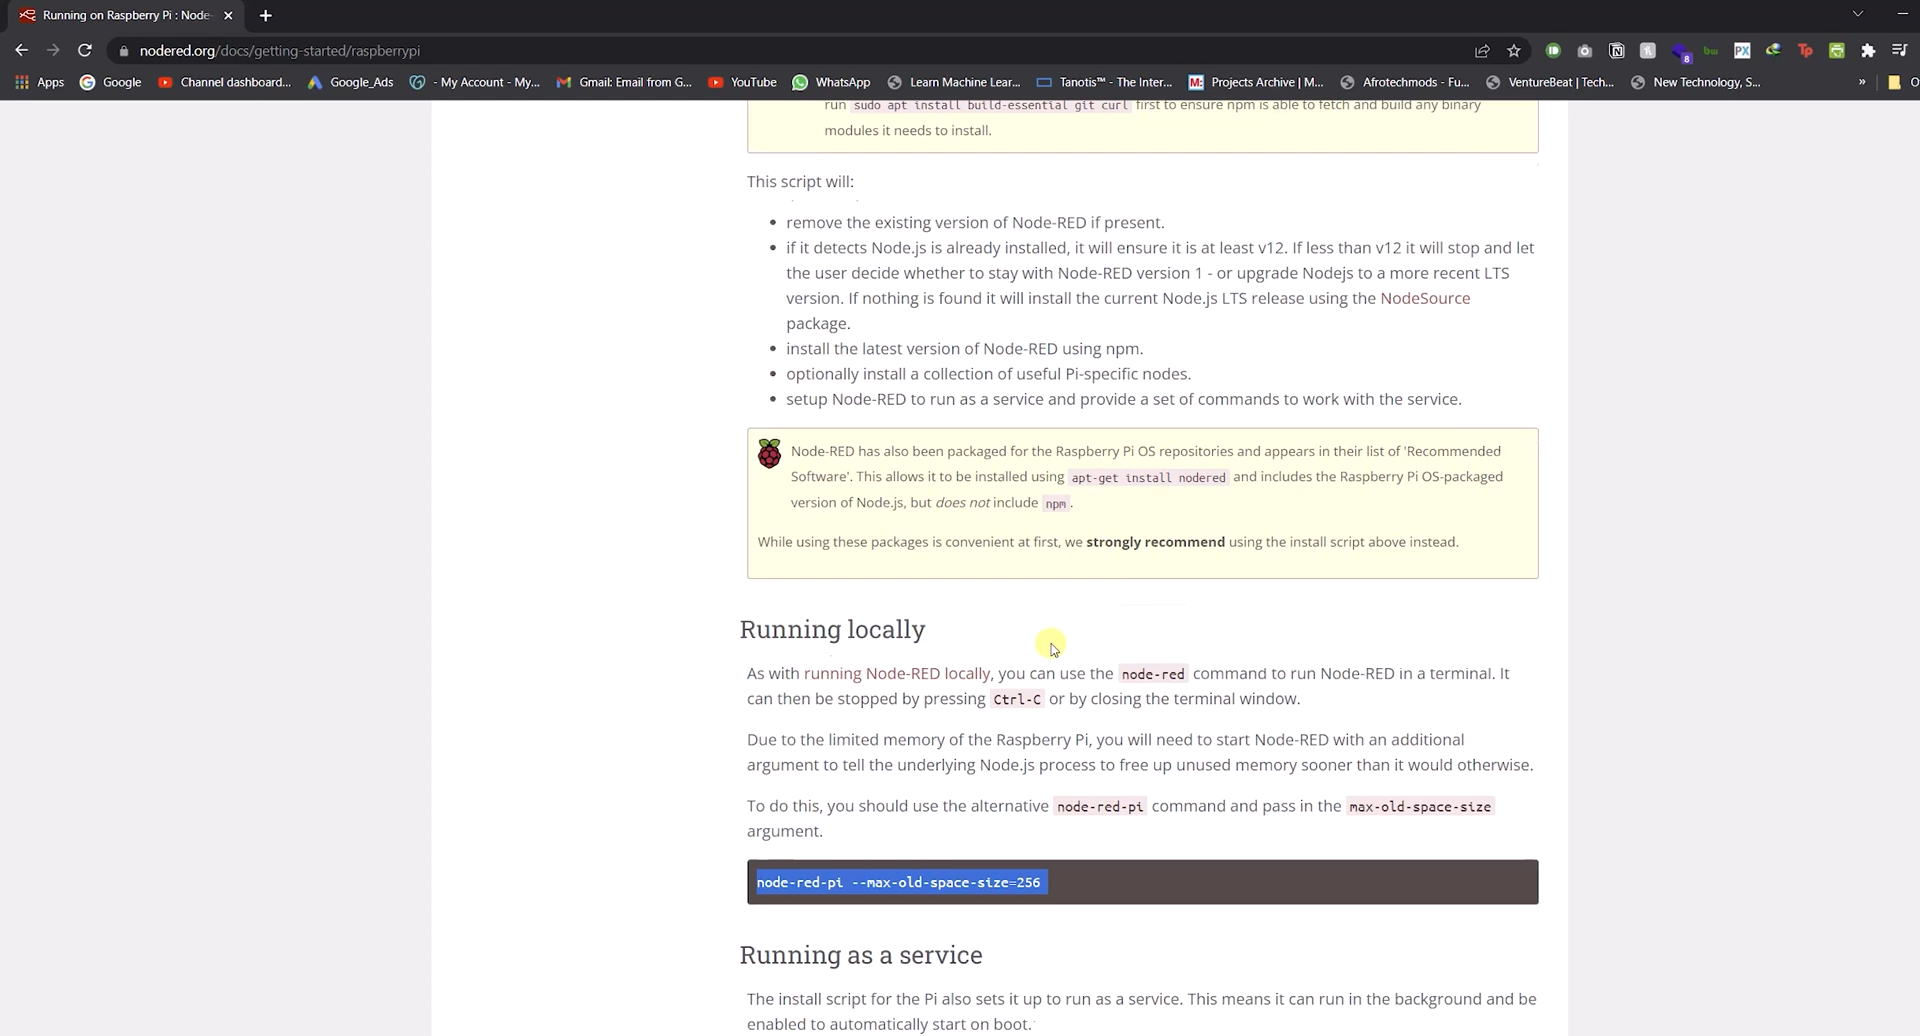 Running on Raspberry Pi : Node-
nodered.org/docs/getting-started/raspberrypi
8
bw
PX
Tp
Apps
Google
Channel dashboard...
Google_Ads
- My Account - My...
Gmail: Email from G...
YouTube
WhatsApp
Learn Machine Lear...
Tanotis™ - The Inter...
M:
Projects Archive | M...
Afrotechmods - Fu...
VentureBeat | Tech...
New Technology, S...
»
O
run sudo apt install build-essential git curl first to ensure npm is able to fetch and build any binary
modules it needs to install.
This script will:
• remove the existing version of Node-RED if present.
• if it detects Node.js is already installed, it will ensure it is at least v12. If less than v12 it will stop and let
the user decide whether to stay with Node-RED version 1 - or upgrade Nodejs to a more recent LTS
version. If nothing is found it will install the current Node.js LTS release using the NodeSource
package.
• install the latest version of Node-RED using npm.
• optionally install a collection of useful Pi-specific nodes.
• setup Node-RED to run as a service and provide a set of commands to work with the service.
Node-RED has also been packaged for the Raspberry Pi OS repositories and appears in their list of 'Recommended
Software'. This allows it to be installed using apt-get install nodered and includes the Raspberry Pi OS-packaged
version of Node.js, but does not include npm.
While using these packages is convenient at first, we strongly recommend using the install script above instead.
Running locally
As with running Node-RED locally, you can use the node-red command to run Node-RED in a terminal. It
can then be stopped by pressing Ctrl-C or by closing the terminal window.
Due to the limited memory of the Raspberry Pi, you will need to start Node-RED with an additional
argument to tell the underlying Node.js process to free up unused memory sooner than it would otherwise.
To do this, you should use the alternative node-red-pi command and pass in the max-old-space-size
argument.
node-red-pi --max-old-space-size=256
Running as a service
The install script for the Pi also sets it up to run as a service. This means it can run in the background and be
enabled to automatically start on boot.